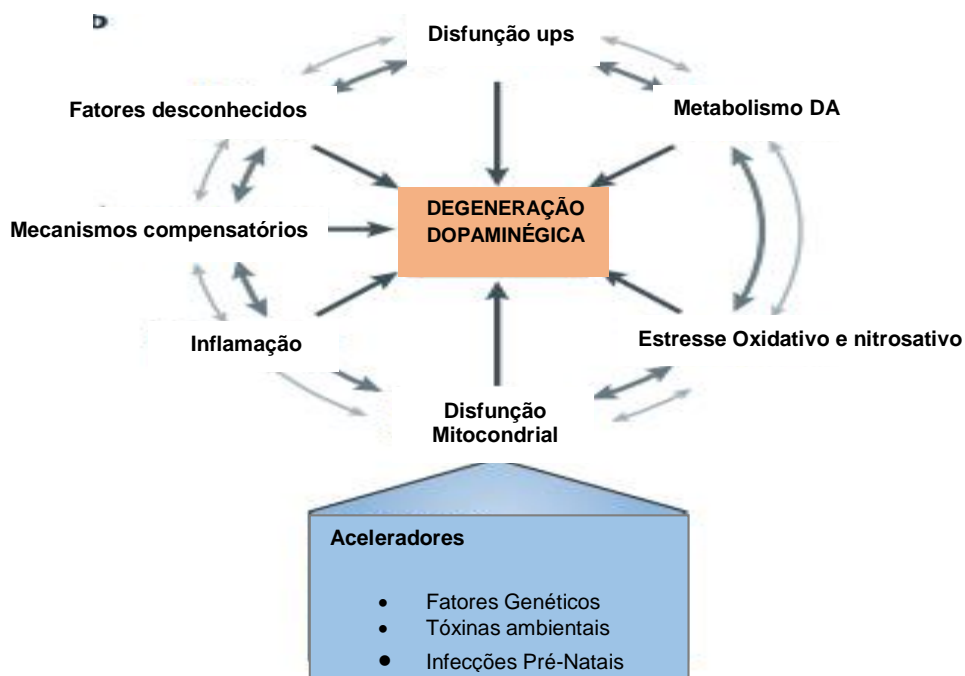 Disfunção ups
Fatores desconhecidos
Metabolismo DA
DEGENERAÇÃO
DOPAMINÉGICA
Mecanismos compensatórios
Inflamação
Estresse Oxidativo e nitrosativo
Disfunção
Mitocondrial
Aceleradores
• Fatores Genéticos
• Tóxinas ambientais
• Infecções Pré-Natais